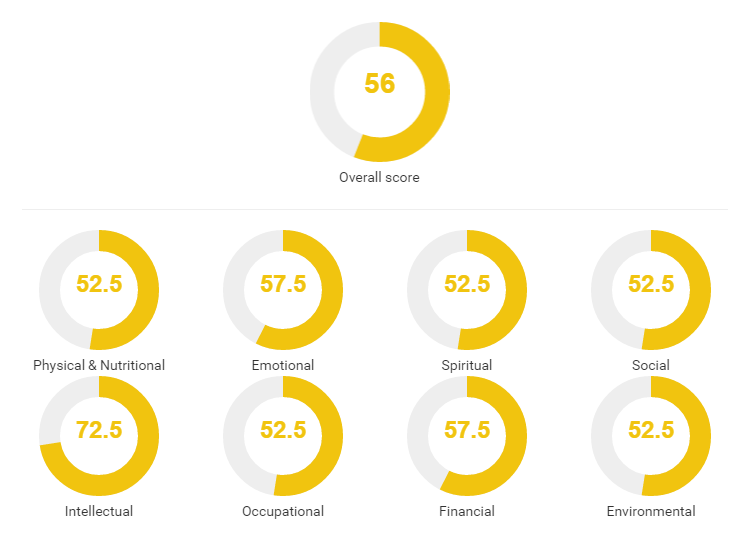 56
Overall score
52.5
57.5
52.5
52.5
Physical & Nutritional
Emotional
Spiritual
Social
72.5
52.5
57.5
52.5
Intellectual
Occupational
Financial
Environmental